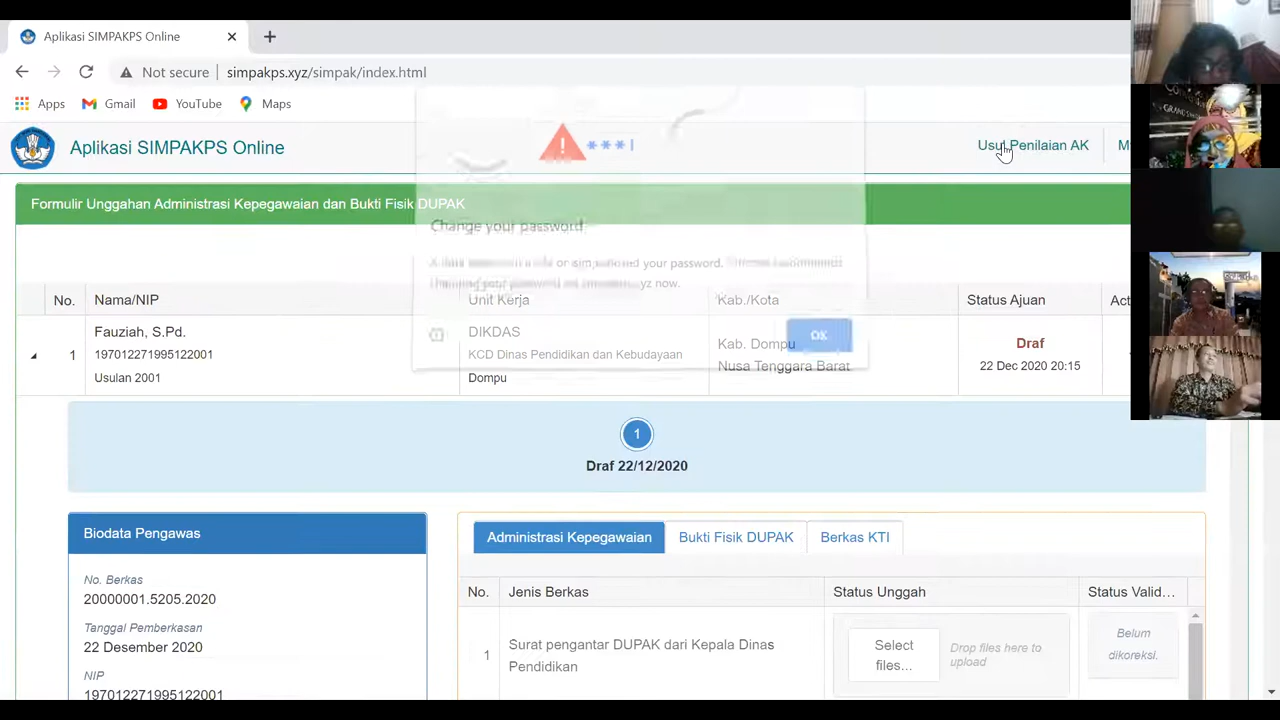 Aplikasi SIMPAKPS Online
Not secure
simpakps.xyz/simpak/index.html
Apps
Gmail
YouTube
Maps
Aplikasi SIMPAKPS Online
Usul Penilaian AK
M
* * *
Formulir Unggahan Administrasi Kepegawaian dan Bukti Fisik DUPAK
Change your password
your password.
now.
OK
No.
Nama/NIP
Unit Kerja
Kab./Kota
Status Ajuan
Act
1
Fauziah, S.Pd.
197012271995122001
Usulan 2001
DIKDAS
KCD Dinas Pendidikan dan Kebudayaan
Dompu
Kab. Dompu
Nusa Tenggara Barat
Draf
22 Dec 2020 20:15
1
Draf 22/12/2020
Biodata Pengawas
No. Berkas
20000001.5205.2020
Tanggal Pemberkasan
22 Desember 2020
NIP
197012271995122001
Administrasi Kepegawaian
Bukti Fisik DUPAK
Berkas KTI
No.
Jenis Berkas
Status Unggah
Status Valid...
1
Surat pengantar DUPAK dari Kepala Dinas
Pendidikan
Select
files...
Drop files here to
upload
Belum
dikoreksi.